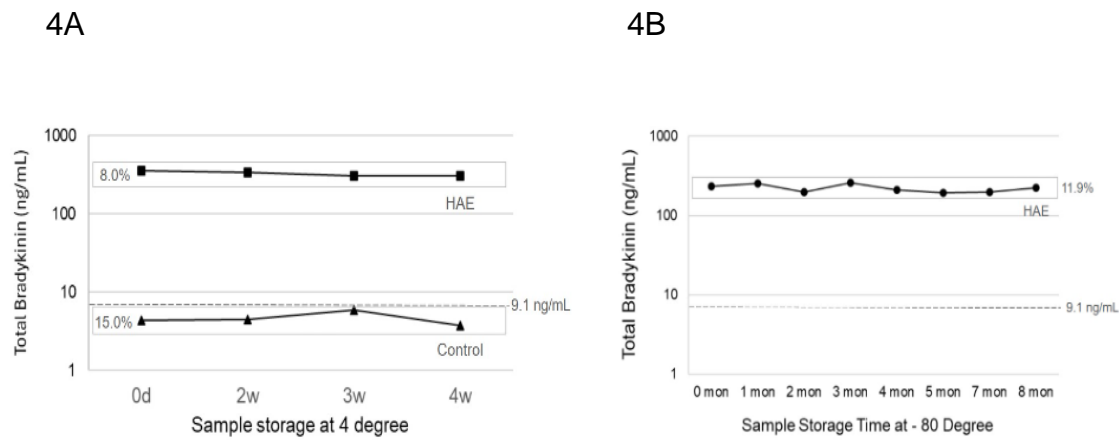 4A
Total Bradykinin (ng/mL)
1000
100
10
1
8.0%
HAE
9.1 ng/mL
15.0%
Control
0d 2w 3w 4w
Sample storage at 4 degree
4B
Total Bradykinin (ng/mL)
1000
100
10
1
11.9%
HAE
9.1 ng/mL
0 mon 1 mon 2 mon 3 mon 4 mon 5 mon 7 mon 8 mon
Sample Storage Time at - 80 Degree